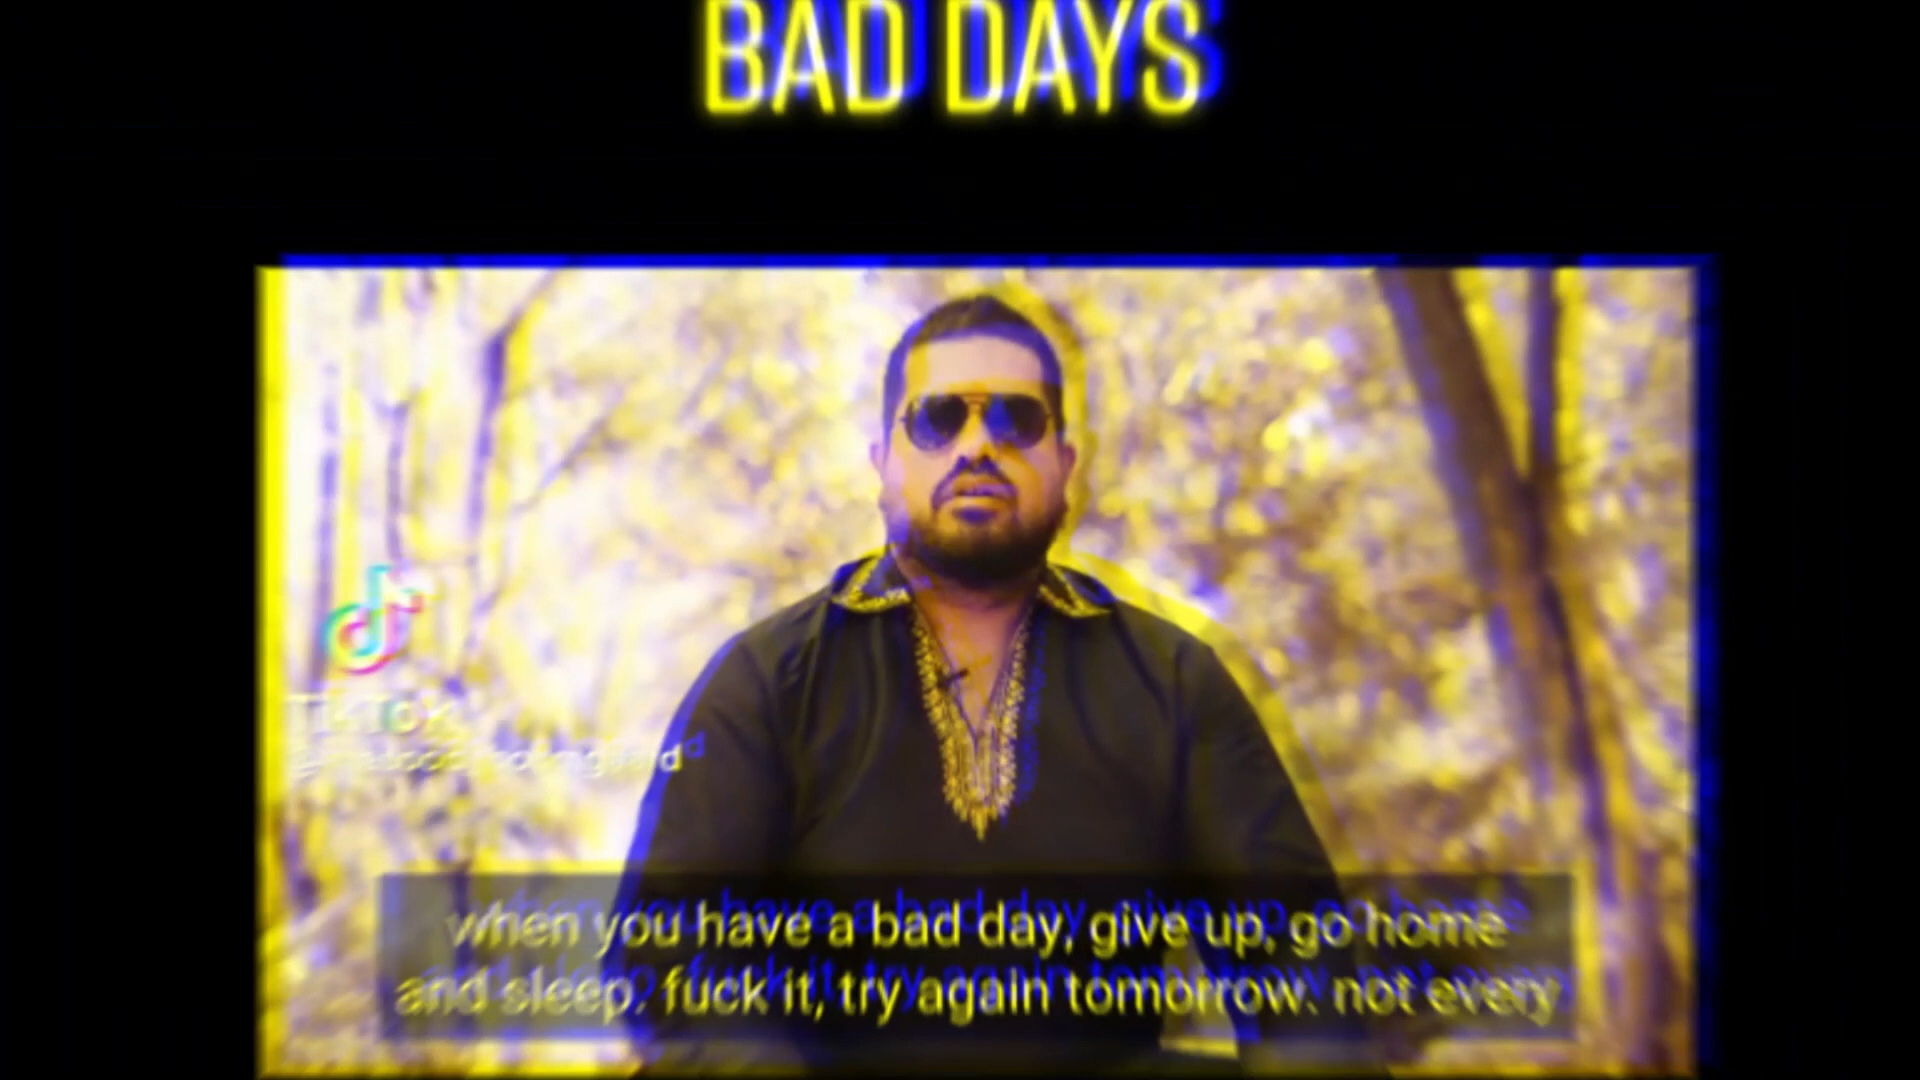 BAD DAYS
TikTok
when you have a bad day, give up, go home
and sleep. fuck it, try again tomorrow. not every